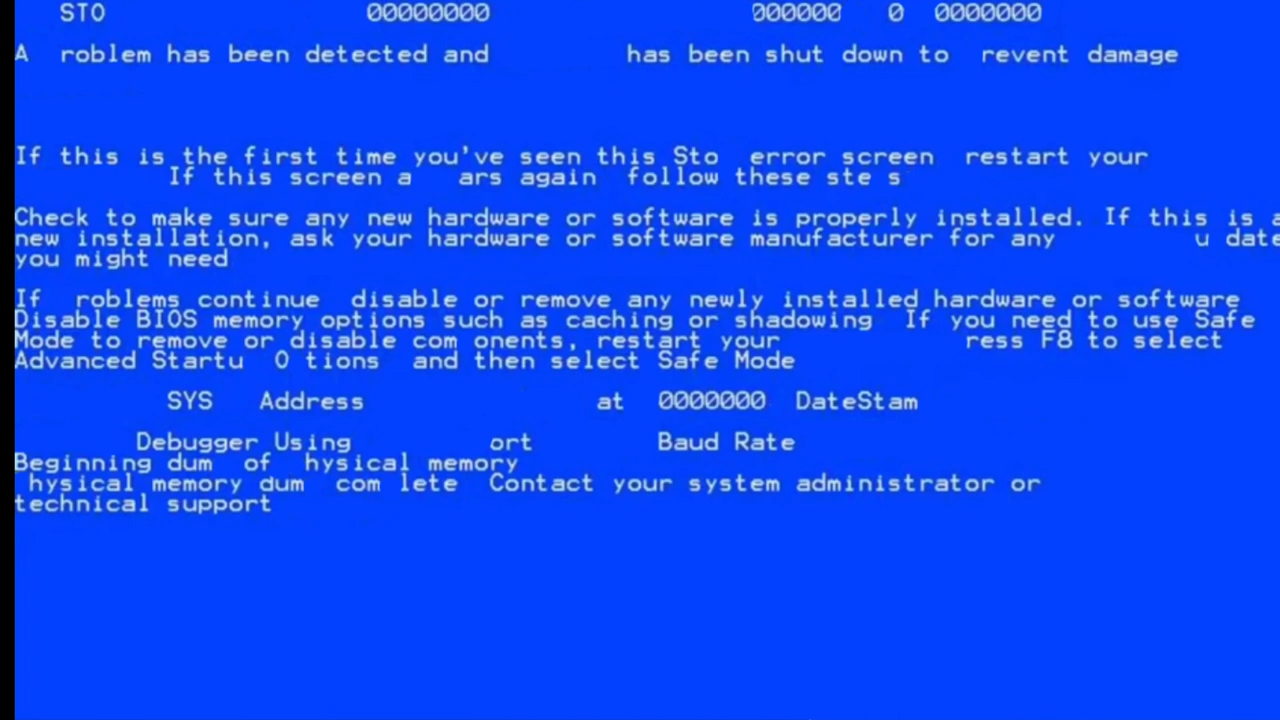 STO 00000000 000000 0 0000000
A roblem has been detected and has been shut down to revent damage
If this is the first time you've seen this Sto error screen restart your
If this screen a ars again follow these ste s
Check to make sure any new hardware or software is properly installed. If this is a
new installation, ask your hardware or software manufacturer for any u date
you might need
If roblems continue disable or remove any newly installed hardware or software
Disable BIOS memory options such as caching or shadowing If you need to use Safe
Mode to remove or disable com onents, restart your ress F8 to select
Advanced Startu O tions and then select Safe Mode
SYS Address at 0000000 DateStam
Debugger Using ort Baud Rate
Beginning dum of hysical memory
hysical memory dum com lete Contact your system administrator or
technical support